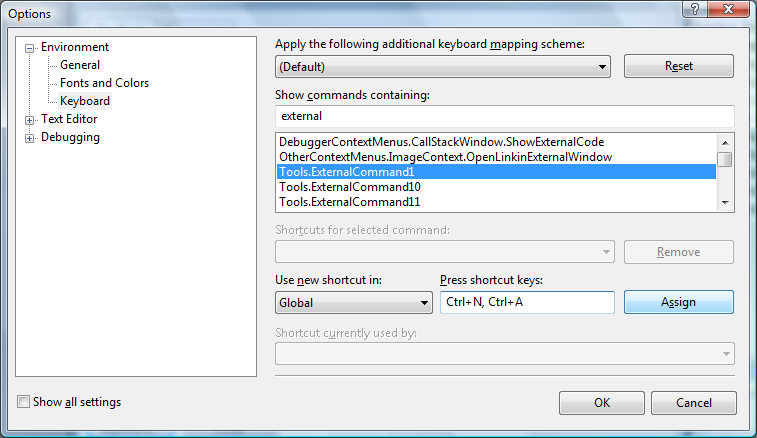 Options
Environment
General
Fonts and Colors
Keyboard
Text Editor
Debugging
Apply the following additional keyboard mapping scheme:
(Default)
Reset
Show commands containing:
external
DebuggerContextMenus.CallStackWindow.ShowExternalCode
OtherContextMenus.ImageContext.OpenLinkinExternalWindow
Tools.ExternalCommand1
Tools.ExternalCommand10
Tools.ExternalCommand11
Shortcuts for selected command:
Remove
Use new shortcut in:
Press shortcut keys:
Global
Ctrl+N, Ctrl+A
Assign
Shortcut currently used by:
Show all settings
OK
Cancel